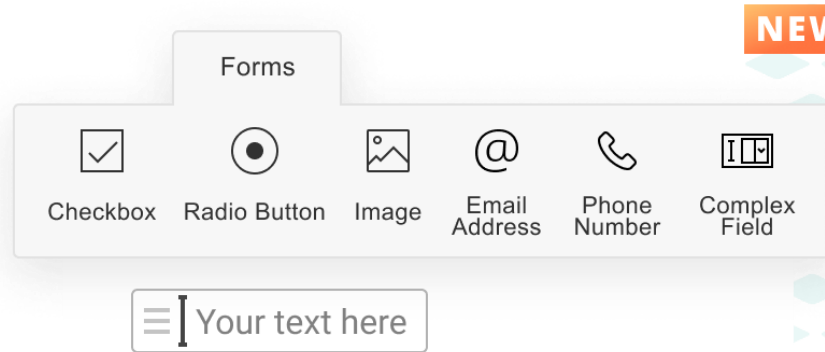 NEW
Forms
Checkbox
Radio Button
Image
Email
Address
Phone
Number
Complex
Field
Your text here